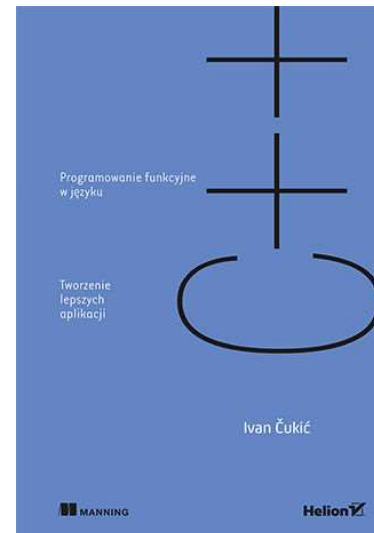 Programowanie funkcyjne
w języku
C++
Tworzenie
lepszych
aplikacji
Ivan Čukić
MANNING
Helion